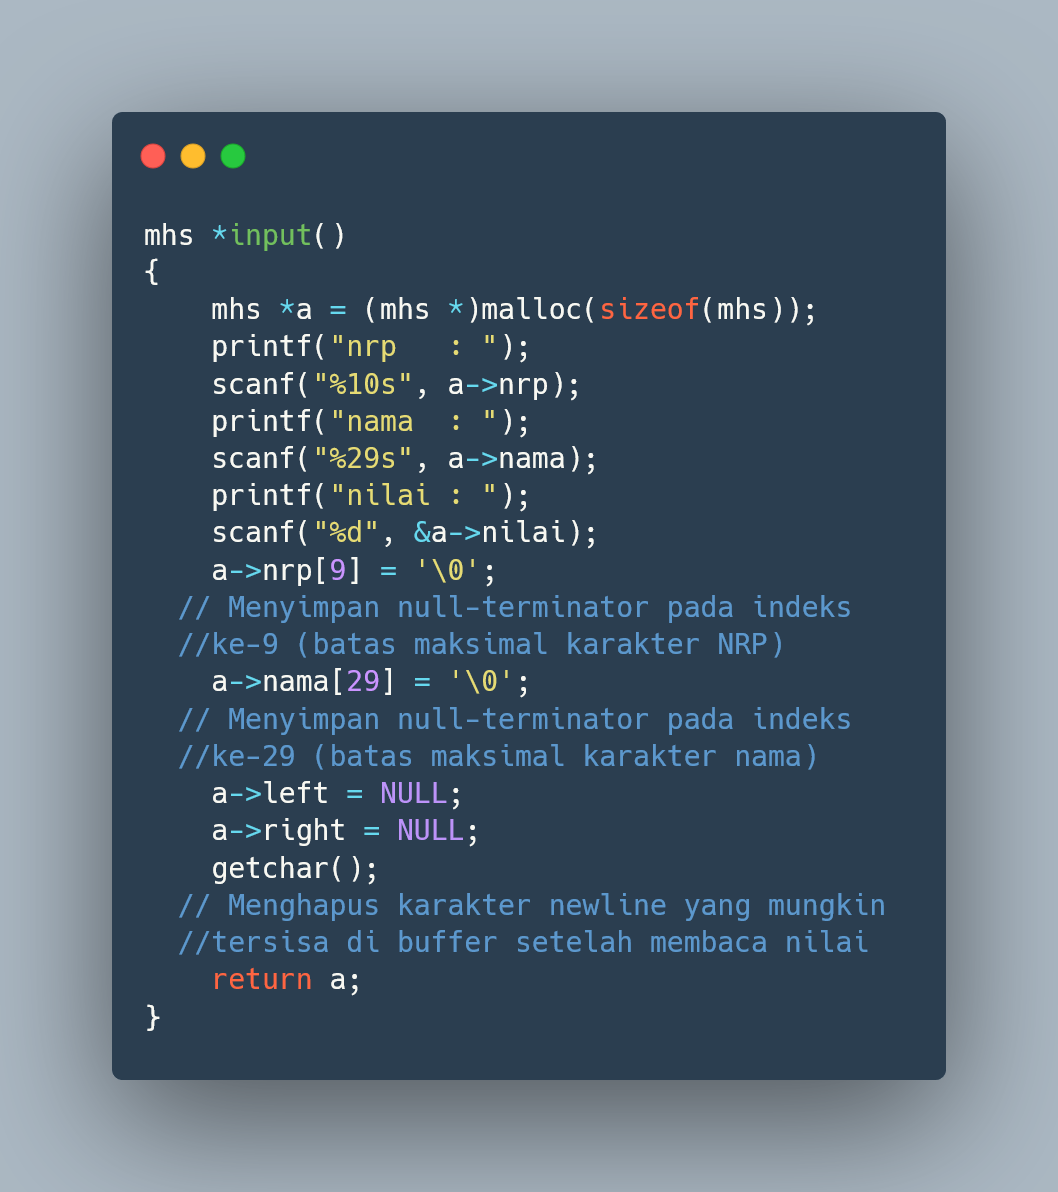 mhs *input()
{
    mhs *a = (mhs *)malloc(sizeof(mhs));
    printf("nrp   : ");
    scanf("%10s", a->nrp);
    printf("nama  : ");
    scanf("%29s", a->nama);
    printf("nilai : ");
    scanf("%d", &a->nilai);
    a->nrp[9] = '\0';
  // Menyimpan null-terminator pada indeks
  //ke-9 (batas maksimal karakter NRP)
    a->nama[29] = '\0';
  // Menyimpan null-terminator pada indeks
  //ke-29 (batas maksimal karakter nama)
    a->left = NULL;
    a->right = NULL;
    getchar();
  // Menghapus karakter newline yang mungkin
  //tersisa di buffer setelah membaca nilai
    return a;
}